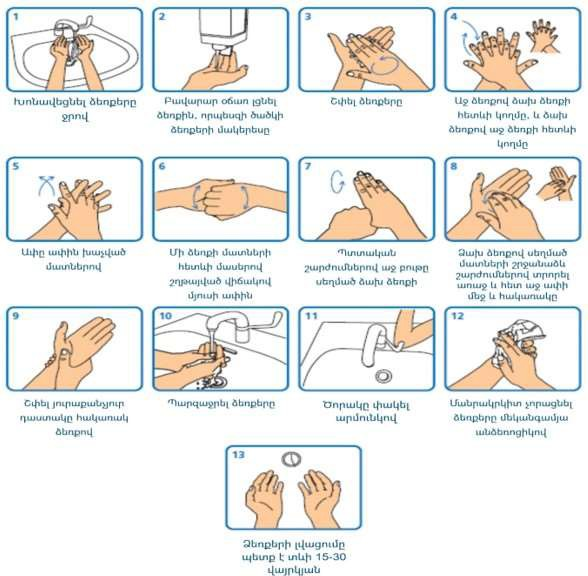 1
Խոնավեցնել ձեռքերը
ջրով
2
Բավարար օճառ լցնել
ձեռքին, որպեսզի ծածկի
ձեռքերի մակերեսը
3
Շփել ձեռքերը
4
Աջ ձեռքով ձախ ձեռքի
հետևի կողմը, և ձախ
ձեռքով աջ ձեռքի հետևի
կողմը
5
Ափը ափին խաչված
մատներով
6
Մի ձեռքի մատների
հետևի մասերով
շղթայված վիճակով
մյուսի ափին
7
Պտտական
շարժումներով աջ բութը
սեղմած ձախ ձեռքի
8
Ձախ ձեռքով սեղմած
մատների շրջանաձև
շարժումներով տրորել
առաջ և հետ աջ ափի
մեջ և հակառակը
9
Շփել յուրաքանչյուր
դաստակը հակառակ
ձեռքով
10
Պարզաջրել ձեռքերը
11
Ծորակը փակել
արմունկով
12
Մանրակրկիտ չորացնել
ձեռքերը մեկանգամյա
անձեռոցիկով
13
Ձեռքերի լվացումը
պետք է տևի 15-30
վայրկյան